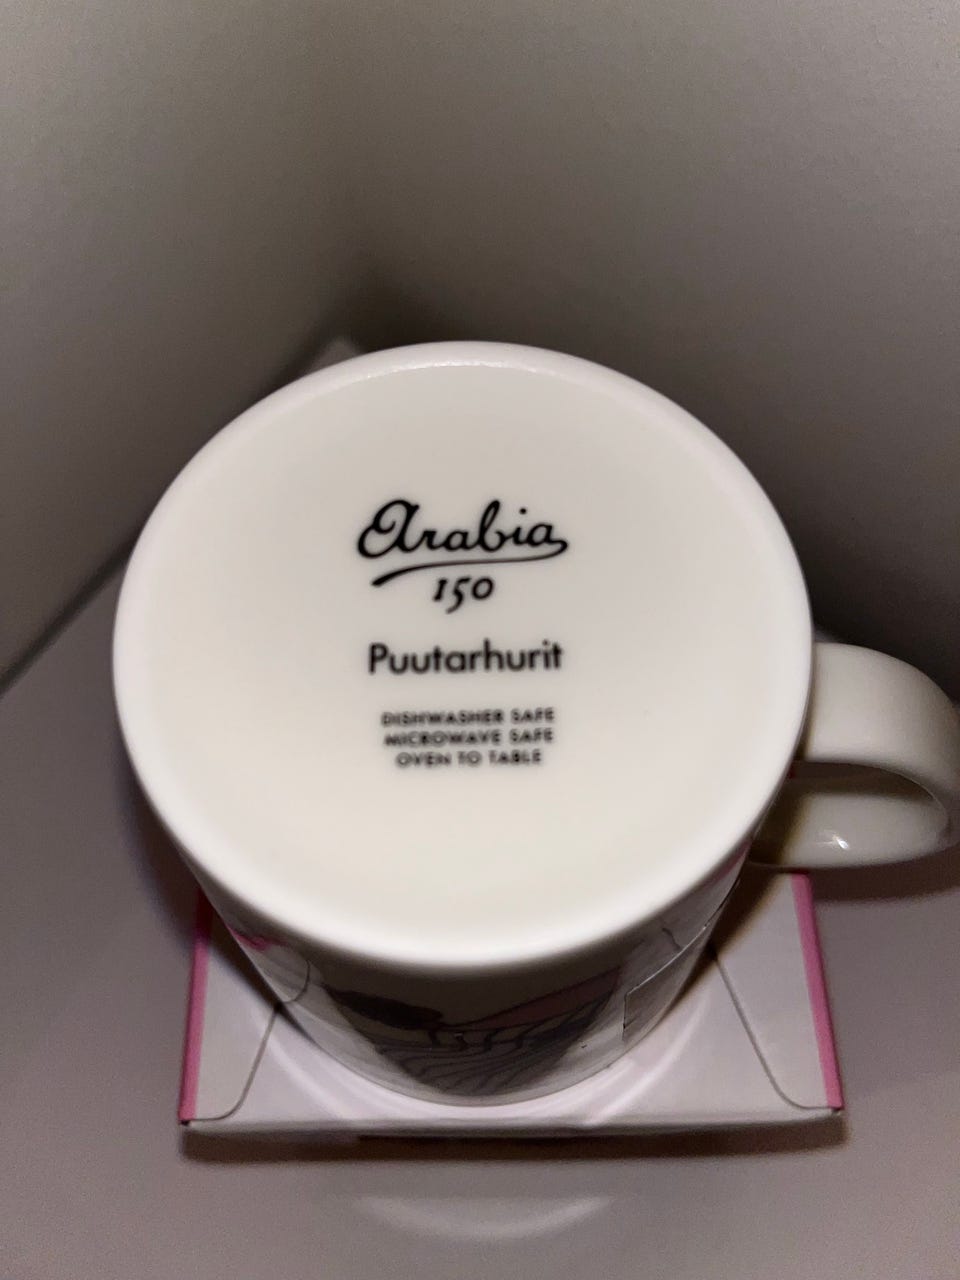 Arabia
150
Puutarhurit
DISHWASHER SAFE
MICROWAVE SAFE
OVEN TO TABLE